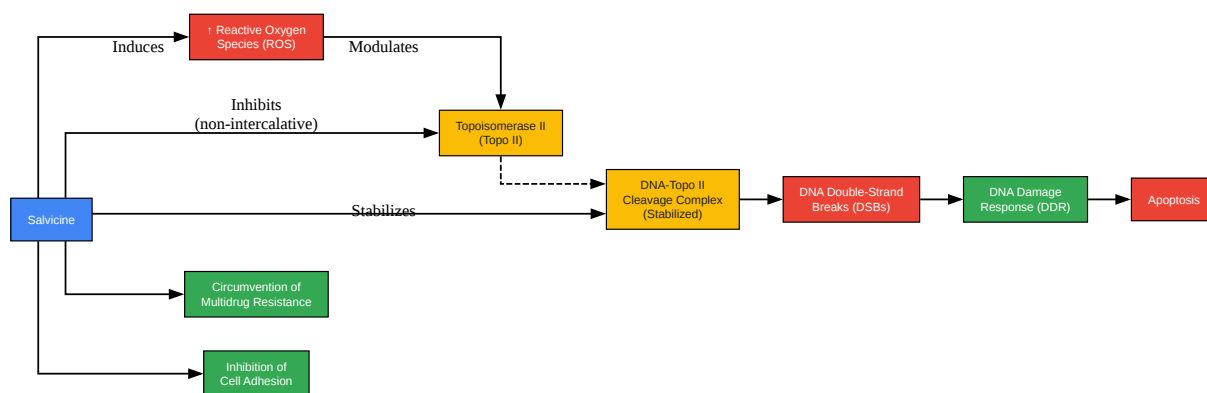 ↑ Reactive Oxygen
Species (ROS)
Induces
Modulates
Inhibits
(non-intercalative)
Topoisomerase II
(Topo II)
DNA-Topo II
Cleavage Complex
(Stabilized)
DNA Double-Strand
Breaks (DSBs)
DNA Damage
Response (DDR)
Apoptosis
Salvicine
Stabilizes
Circumvention of
Multidrug Resistance
Inhibition of
Cell Adhesion